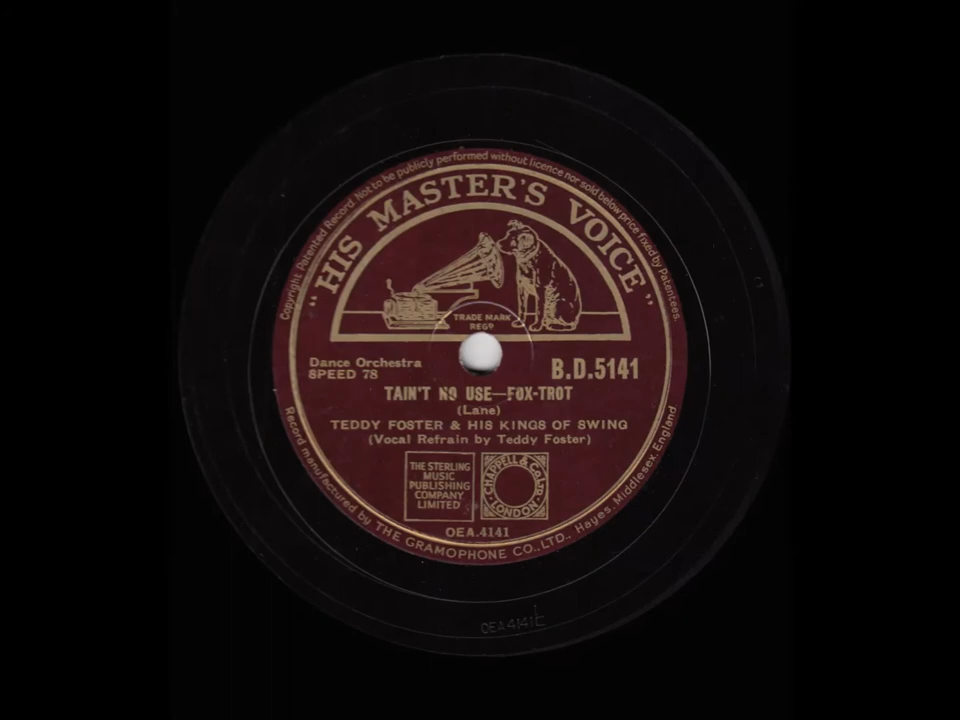 Copyright Patented Record. Not to be publicly performed without licence nor sold below price fixed by Patentees.
"HIS MASTER'S VOICE"
TRADE MARK
REGD
Dance Orchestra
SPEED 78
B.D.5141
TAIN'T NO USE—FOX-TROT
(Lane)
TEDDY FOSTER & HIS KINGS OF SWING
(Vocal Refrain by Teddy Foster)
THE STERLING
MUSIC
PUBLISHING
COMPANY
LIMITED
CHAPPELL & Co LTD
LONDON
OEA.4141
Record manufactured by THE GRAMOPHONE CO., LTD., Hayes, Middlesex, England
OEA4141